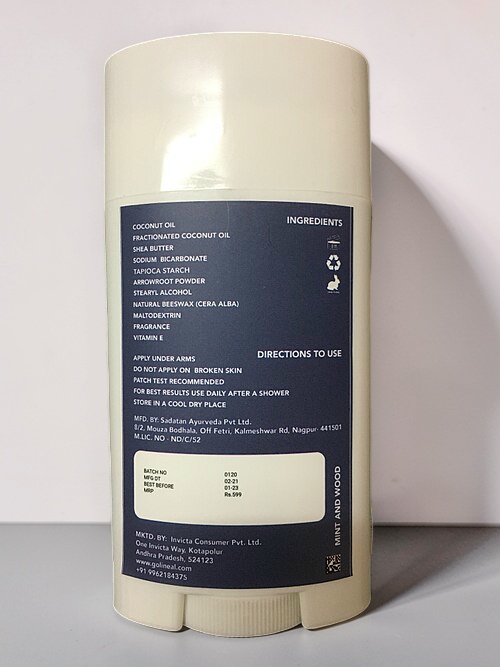 INGREDIENTS
COCONUT OIL
FRACTIONATED COCONUT OIL
SHEA BUTTER
SODIUM BICARBONATE
TAPIOCA STARCH
ARROWROOT POWDER
STEARYL ALCOHOL
NATURAL BEESWAX (CERA ALBA)
MALTODEXTRIN
FRAGRANCE
VITAMIN E
DIRECTIONS TO USE
APPLY UNDER ARMS
DO NOT APPLY ON BROKEN SKIN
PATCH TEST RECOMMENDED
FOR BEST RESULTS USE DAILY AFTER A SHOWER
STORE IN A COOL DRY PLACE
MFD. BY: Sadatan Ayurveda Pvt Ltd.
8/2, Mouza Bodhala, Off Fetri, Kalmeshwar Rd, Nagpur- 441501
M.LIC. NO - ND/C/52
BATCH NO 0120
MFG DT 02-21
BEST BEFORE 01-23
MRP Rs.599
MINT AND WOOD
MKTD. BY: Invicta Consumer Pvt. Ltd.
One Invicta Way, Kotapolur
Andhra Pradesh, 524123
www.golineal.com
+91 9962184375